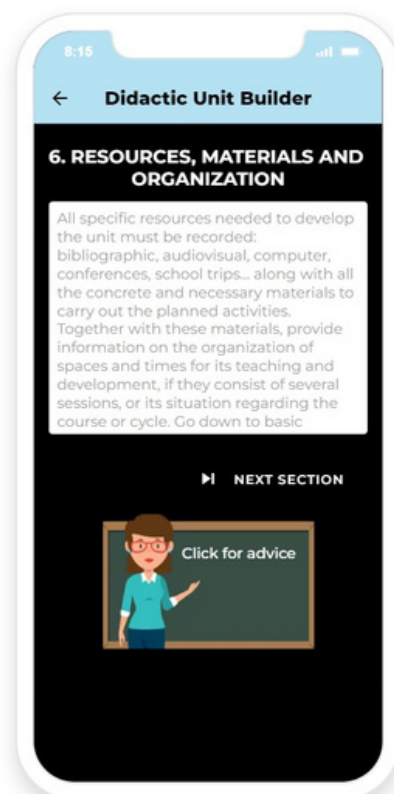 8:15
Didactic Unit Builder
6. RESOURCES, MATERIALS AND
ORGANIZATION
All specific resources needed to develop
the unit must be recorded:
bibliographic, audiovisual, computer,
conferences, school trips... along with all
the concrete and necessary materials to
carry out the planned activities.
Together with these materials, provide
information on the organization of
spaces and times for its teaching and
development, if they consist of several
sessions, or its situation regarding the
course or cycle. Go down to basic
NEXT SECTION
Click for advice